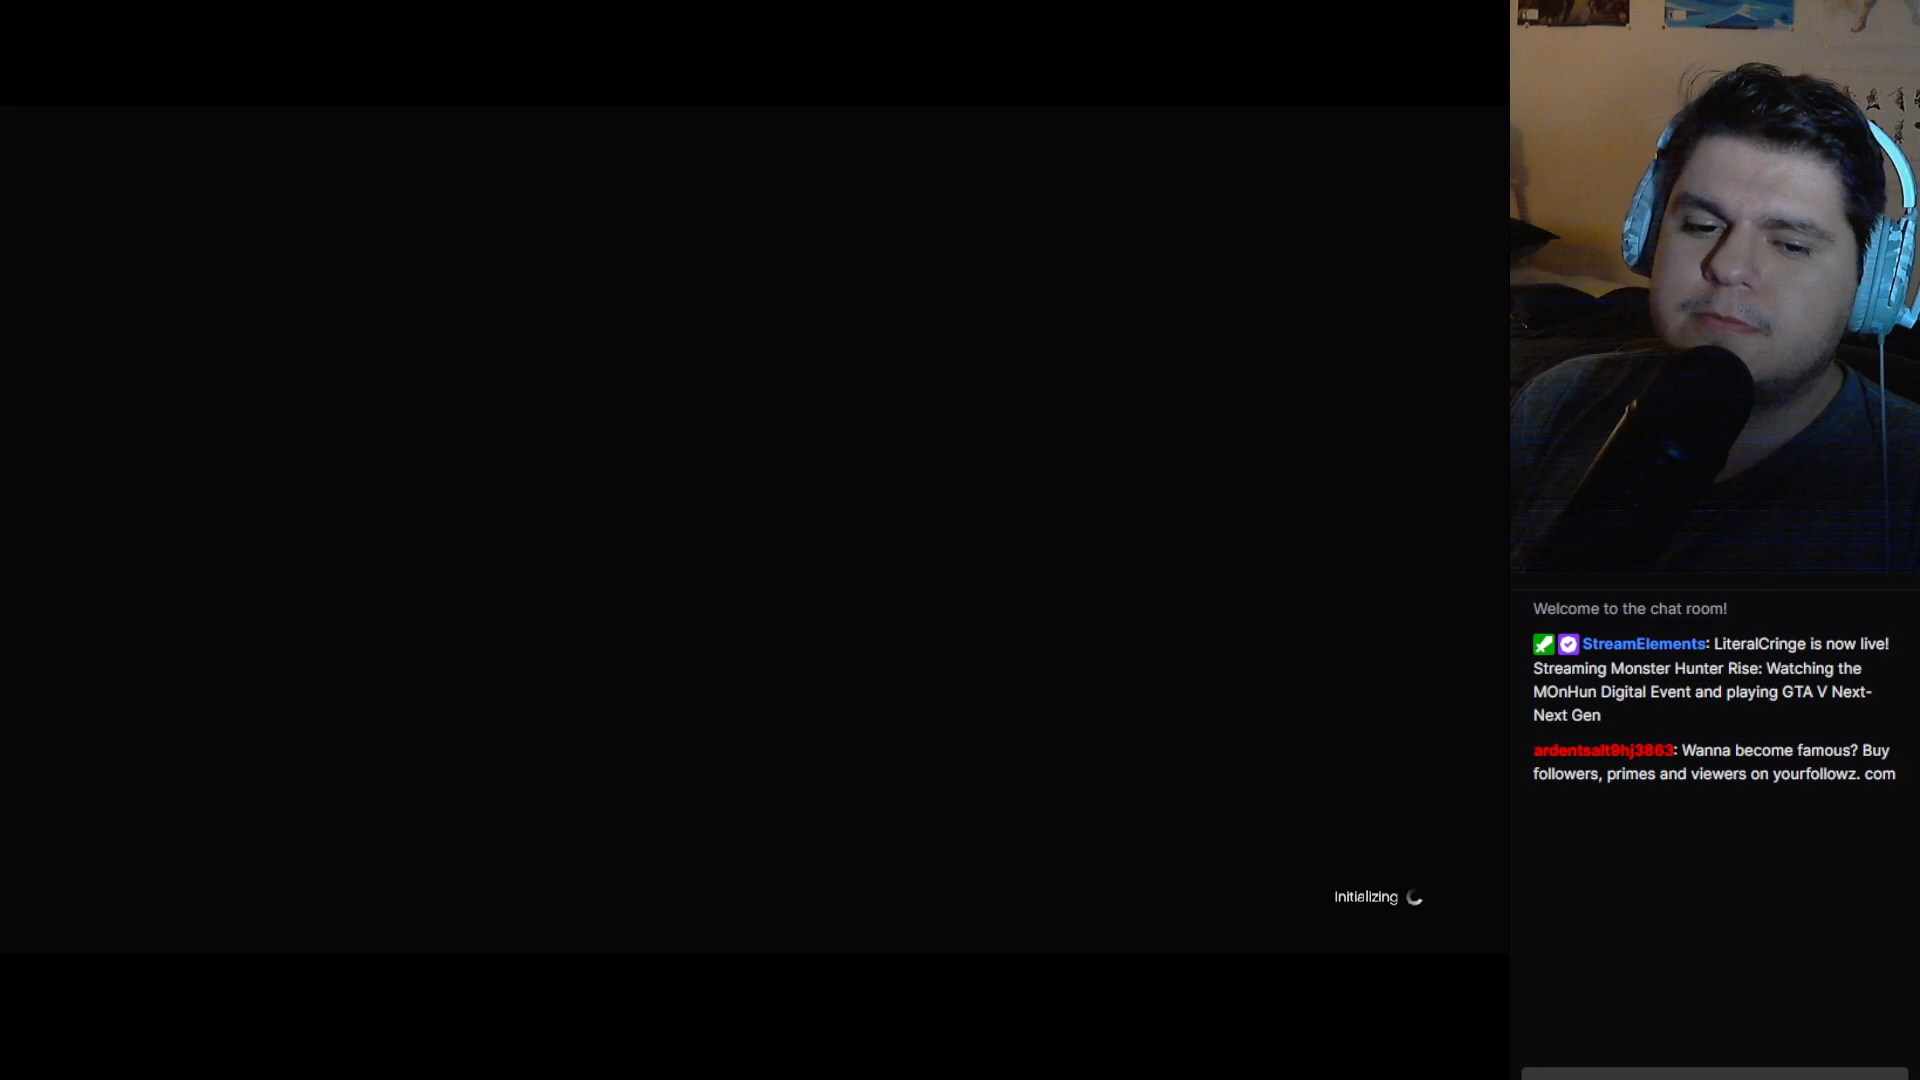 Initializing
Welcome to the chat room!
StreamElements: LiteralCringe is now live!
Streaming Monster Hunter Rise: Watching the
MOnHun Digital Event and playing GTA V Next-
Next Gen
ardentsalt9hj3863: Wanna become famous? Buy
followers, primes and viewers on yourfollowz. com